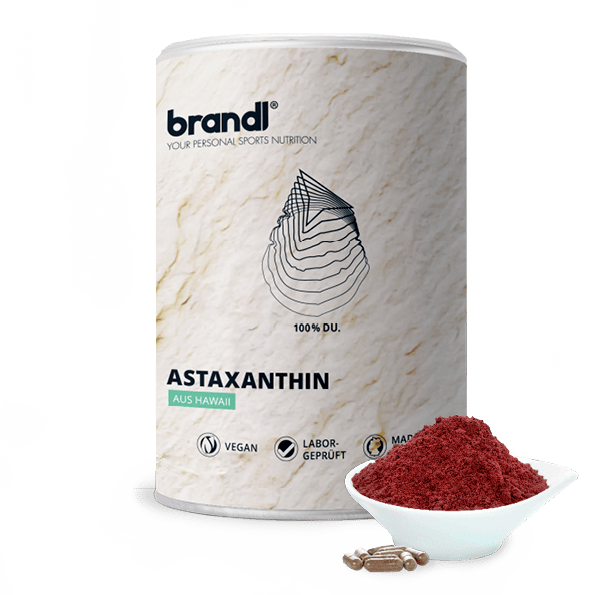 brandl®
YOUR PERSONAL SPORTS NUTRITION
100% DU.
ASTAXANTHIN
AUS HAWAII
VEGAN
LABOR-
GEPRÜFT